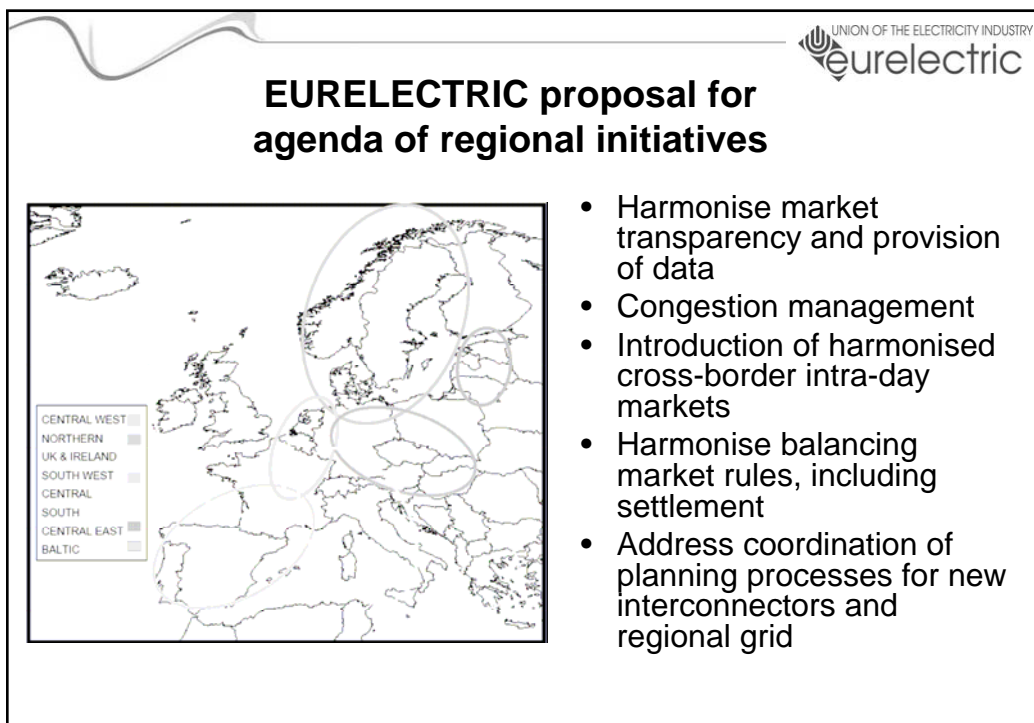 UNION OF THE ELECTRICITY INDUSTRY
eurelectric
EURELECTRIC proposal for
agenda of regional initiatives
CENTRAL WEST
NORTHERN
UK & IRELAND
SOUTH WEST
CENTRAL
SOUTH
CENTRAL EAST
BALTIC
• Harmonise market
transparency and provision
of data
• Congestion management
• Introduction of harmonised
cross-border intra-day
markets
• Harmonise balancing
market rules, including
settlement
• Address coordination of
planning processes for new
interconnectors and
regional grid